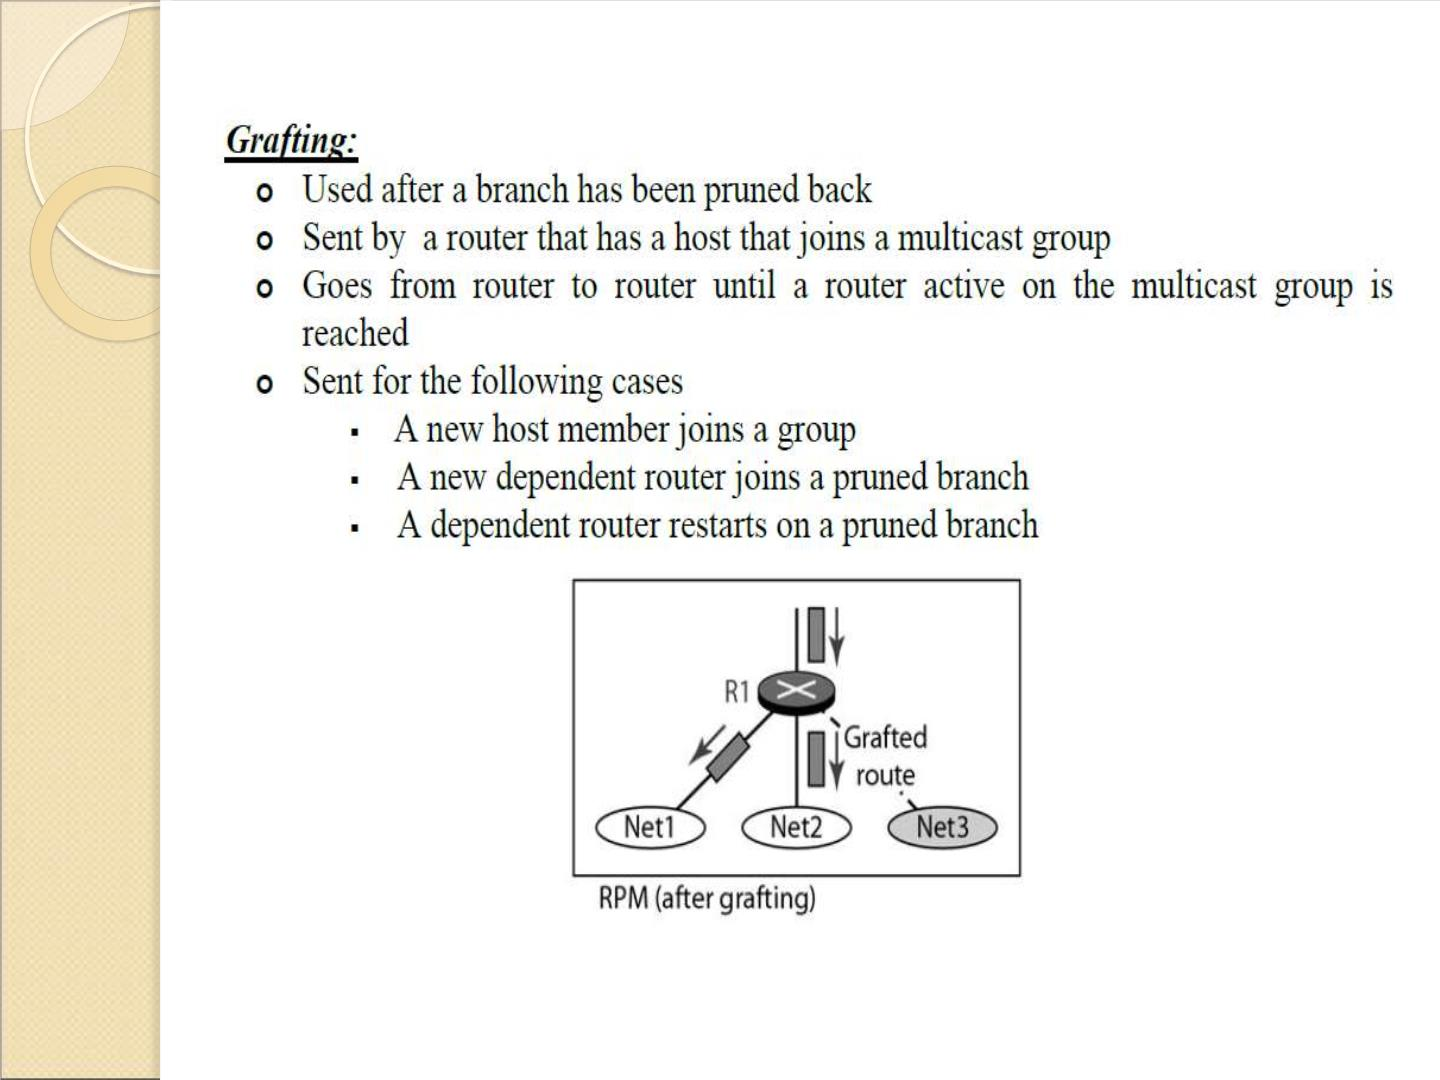 Grafting:
o Used after a branch has been pruned back
o Sent by a router that has a host that joins a multicast group
o Goes from router to router until a router active on the multicast group is
reached
o Sent for the following cases
▪ A new host member joins a group
▪ A new dependent router joins a pruned branch
▪ A dependent router restarts on a pruned branch
R1
Grafted
route
Net1 Net2 Net3
RPM (after grafting)